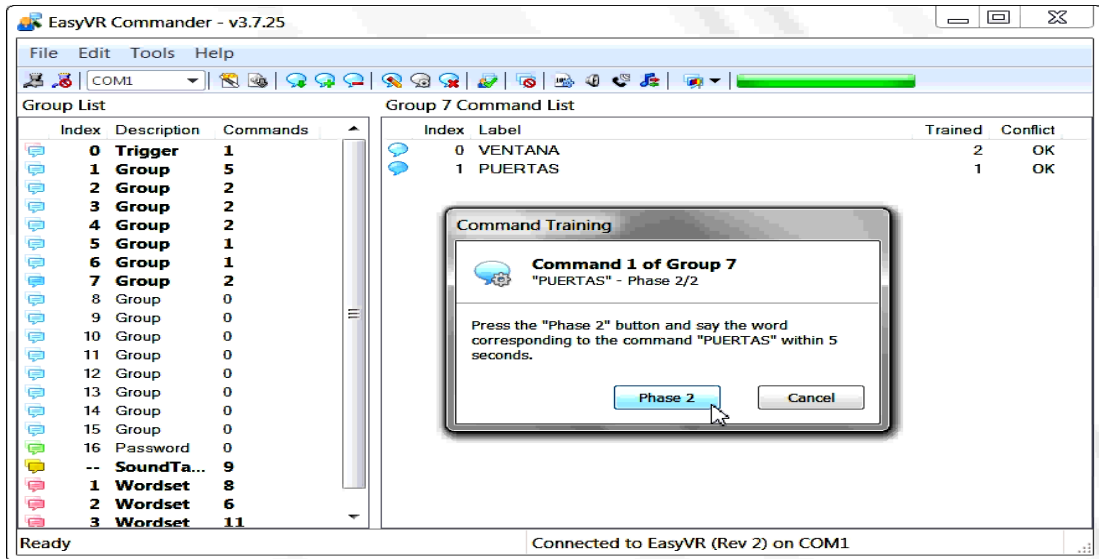 EasyVR Commander - v3.7.25
File Edit Tools Help
COM1
Group List
Index Description Commands
0 Trigger 1
1 Group 5
2 Group 2
3 Group 2
4 Group 2
5 Group 1
6 Group 1
7 Group 2
8 Group 0
9 Group 0
10 Group 0
11 Group 0
12 Group 0
13 Group 0
14 Group 0
15 Group 0
16 Password 0
-- SoundTa... 9
1 Wordset 8
2 Wordset 6
3 Wordset 11
Group 7 Command List
Index Label Trained Conflict
0 VENTANA 2 OK
1 PUERTAS 1 OK
Command Training
Command 1 of Group 7
"PUERTAS" - Phase 2/2
Press the "Phase 2" button and say the word
corresponding to the command "PUERTAS" within 5
seconds.
Phase 2 Cancel
Ready Connected to EasyVR (Rev 2) on COM1